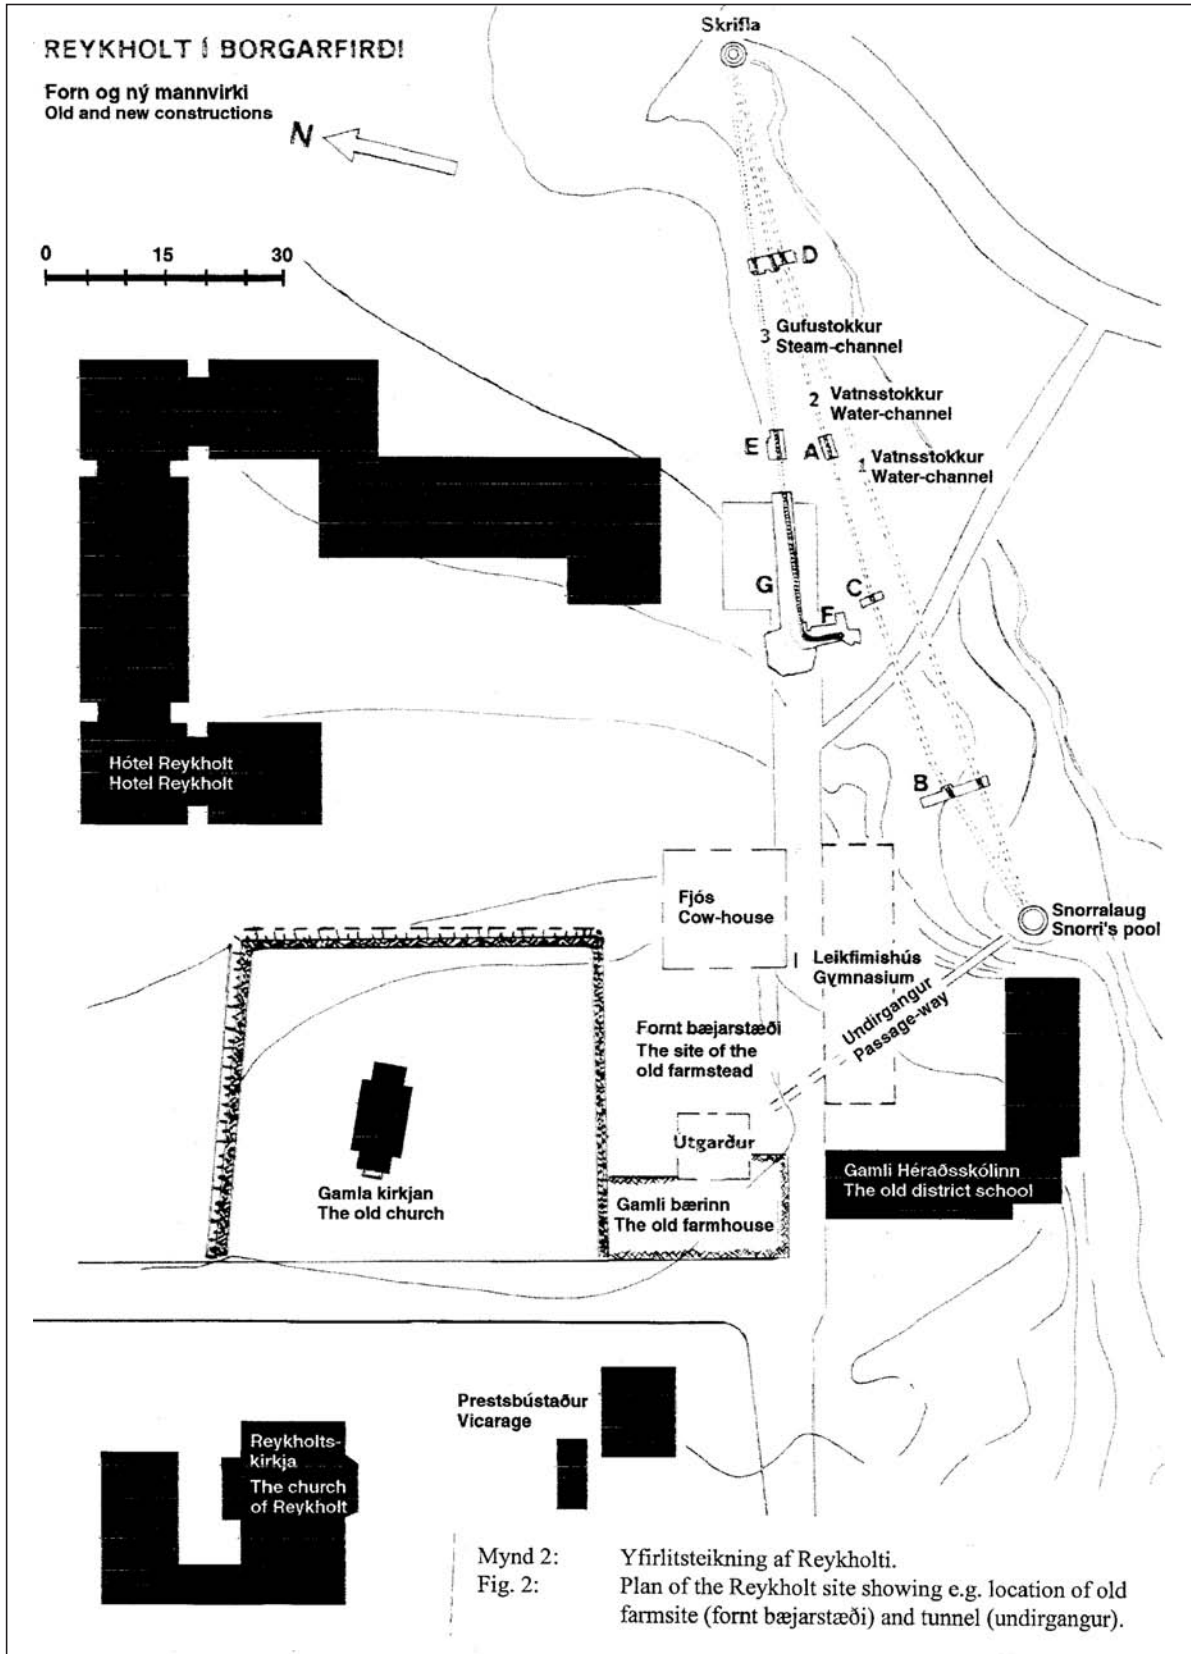 REYKHOLT Í BORGARFIRÐI
Forn og ný mannvirki
Old and new constructions
N
0 15 30
Skrifla
D
3 Gufustokkur
Steam-channel
2 Vatnsstokkur
Water-channel
E
A
1 Vatnsstokkur
Water-channel
G
C
F
B
Hótel Reykholt
Hotel Reykholt
Fjós
Cow-house
Snorralaug
Snorri's pool
Leikfimishús
Gymnasium
Undirgangur
Passage-way
Fornt bæjarstæði
The site of the
old farmstead
Útgarður
Gamla kirkjan
The old church
Gamli bærinn
The old farmhouse
Gamli Héraðsskólinn
The old district school
Prestsbústaður
Vicarage
Reykholts-
kirkja
The church
of Reykholt
Mynd 2: Yfirlitsteikning af Reykholti.
Fig. 2: Plan of the Reykholt site showing e.g. location of old
farmsite (fornt bæjarstæði) and tunnel (undirgangur).